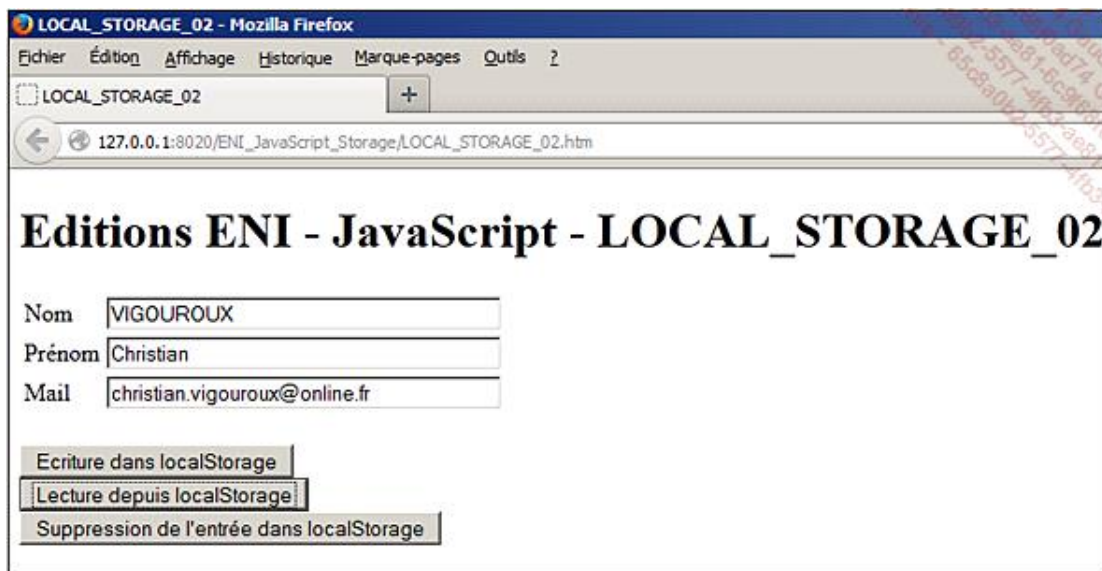 LOCAL_STORAGE_02 - Mozilla Firefox
Fichier Édition Affichage Historique Marque-pages Outils ?
LOCAL_STORAGE_02 +
127.0.0.1:8020/ENI_JavaScript_Storage/LOCAL_STORAGE_02.htm
Editions ENI - JavaScript - LOCAL_STORAGE_02
Nom VIGOUROUX
Prénom Christian
Mail christian.vigouroux@online.fr
Ecriture dans localStorage
Lecture depuis localStorage
Suppression de l'entrée dans localStorage